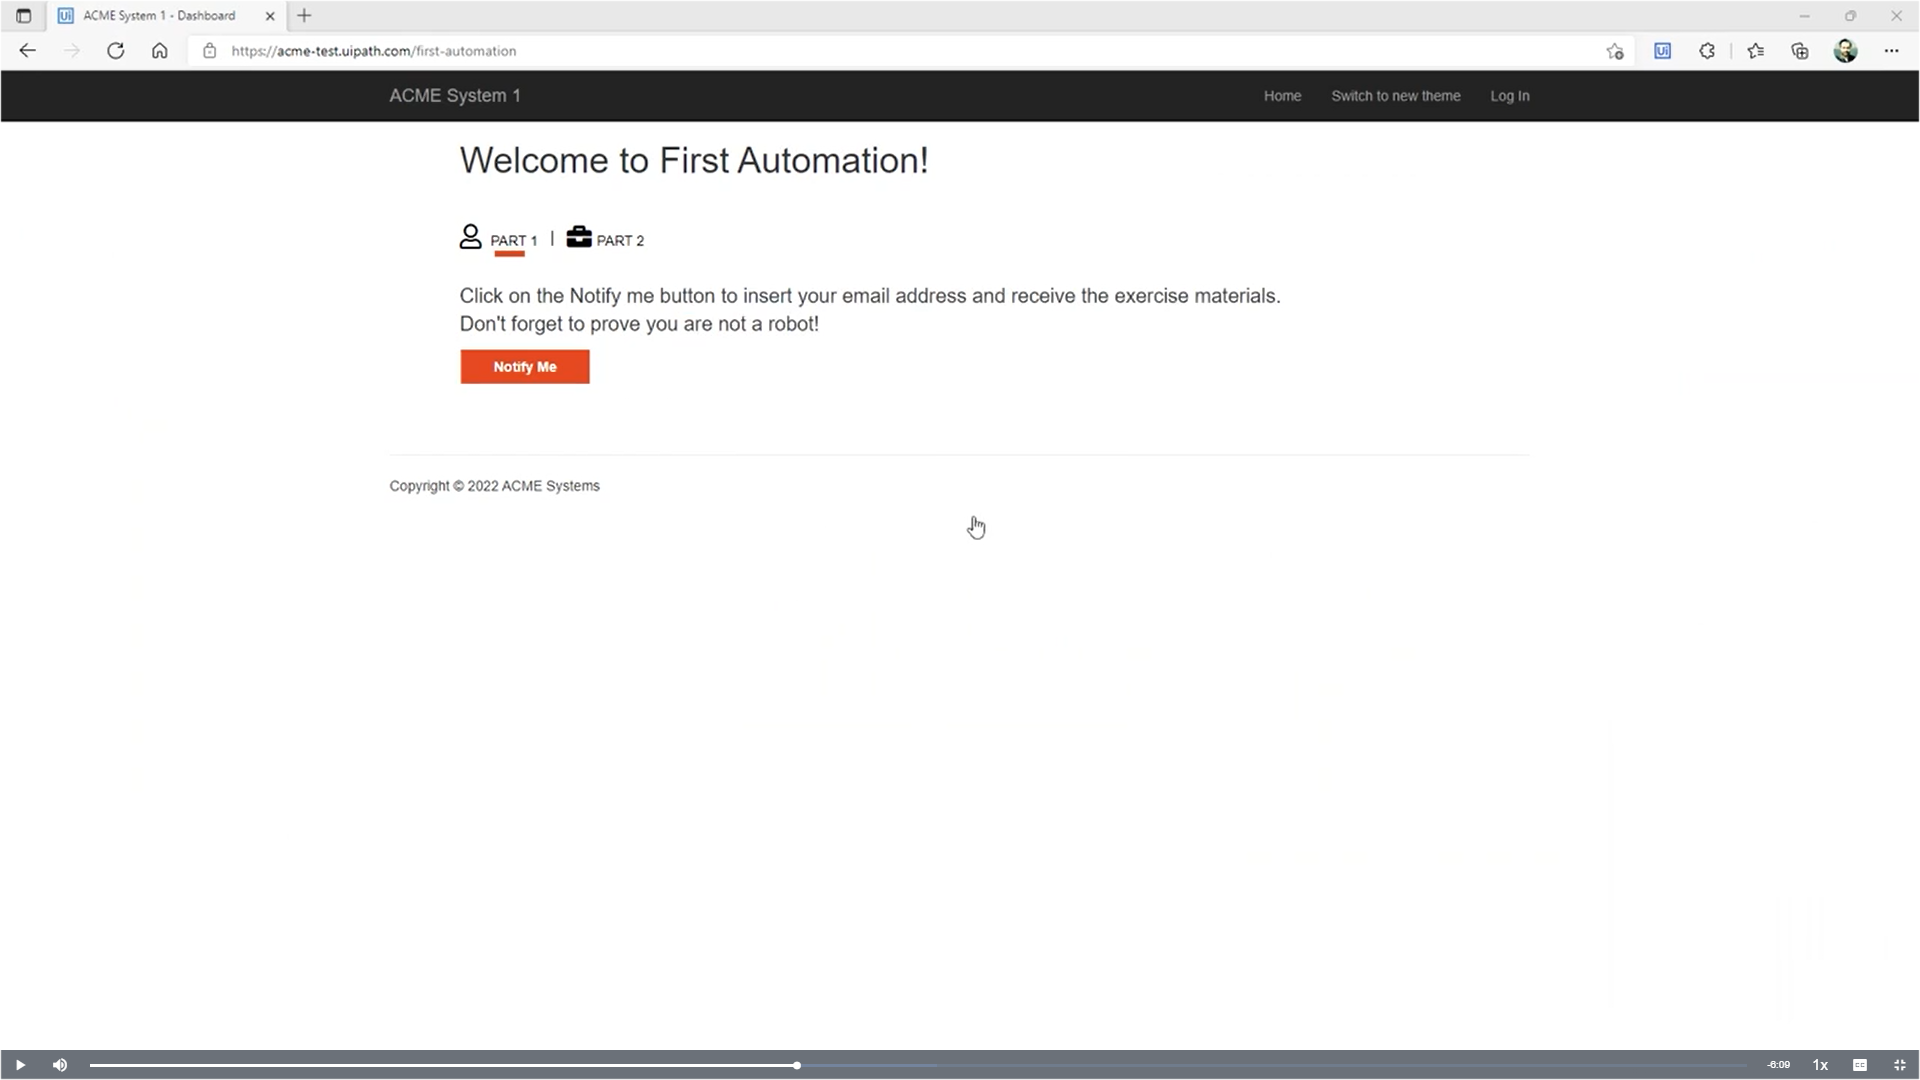 ACME System 1 - Dashboard
https://acme-test.uipath.com/first-automation
ACME System 1
Home
Switch to new theme
Log In
Welcome to First Automation!
PART 1 | PART 2
Click on the Notify me button to insert your email address and receive the exercise materials.
Don't forget to prove you are not a robot!
Notify Me
Copyright © 2022 ACME Systems
-6:09
1x
CC